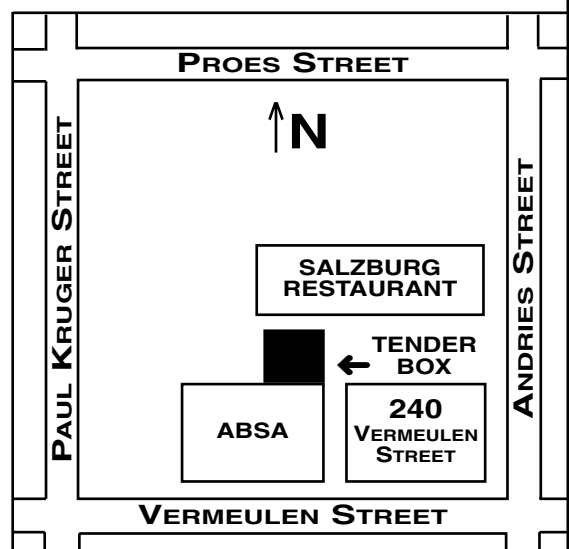 PROES STREET
N
PAUL KRUGER STREET
ANDRIES STREET
SALZBURG
RESTAURANT
TENDER
BOX
ABSA
240
VERMEULEN
STREET
VERMEULEN STREET